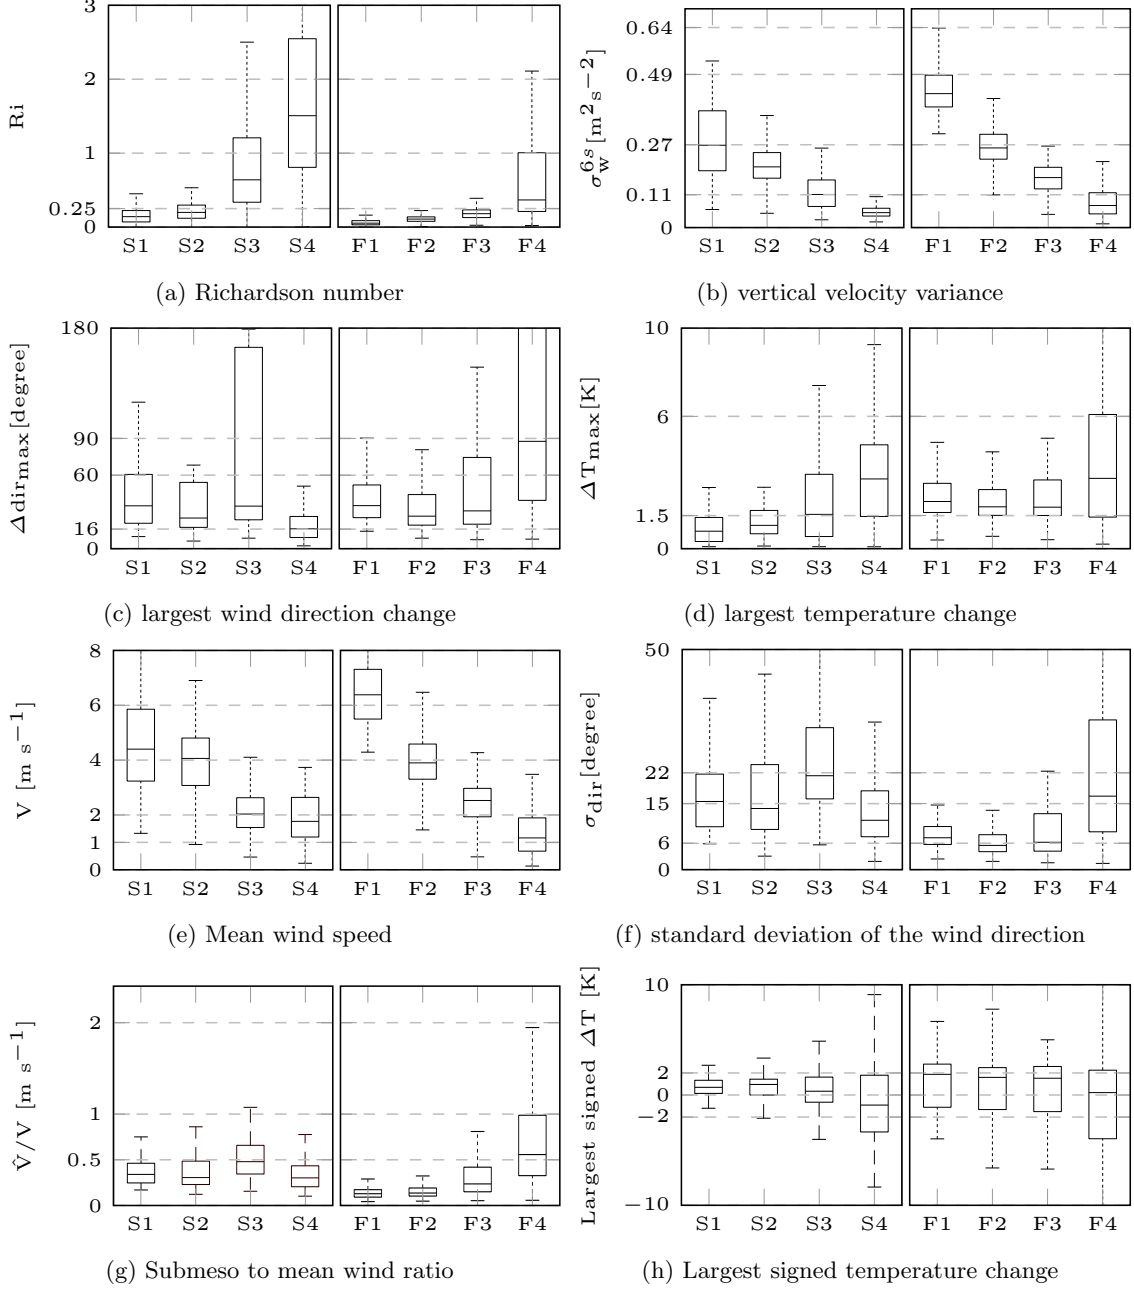 3
2
1
0.25
0
Ri
S1 S2 S3 S4 F1 F2 F3 F4
(a) Richardson number
0.64
0.49
0.27
0.11
0
σ_w^{6s}[m²s⁻²]
S1 S2 S3 S4 F1 F2 F3 F4
(b) vertical velocity variance
180
90
60
16
0
Δdir_max[degree]
S1 S2 S3 S4 F1 F2 F3 F4
(c) largest wind direction change
10
6
1.5
0
ΔT_max[K]
S1 S2 S3 S4 F1 F2 F3 F4
(d) largest temperature change
8
6
4
2
1
0
V [m s⁻¹]
S1 S2 S3 S4 F1 F2 F3 F4
(e) Mean wind speed
50
22
15
6
0
σ_dir[degree]
S1 S2 S3 S4 F1 F2 F3 F4
(f) standard deviation of the wind direction
2
1
0.5
0
V̂/V [m s⁻¹]
S1 S2 S3 S4 F1 F2 F3 F4
(g) Submeso to mean wind ratio
10
2
0
−2
−10
Largest signed ΔT [K]
S1 S2 S3 S4 F1 F2 F3 F4
(h) Largest signed temperature change